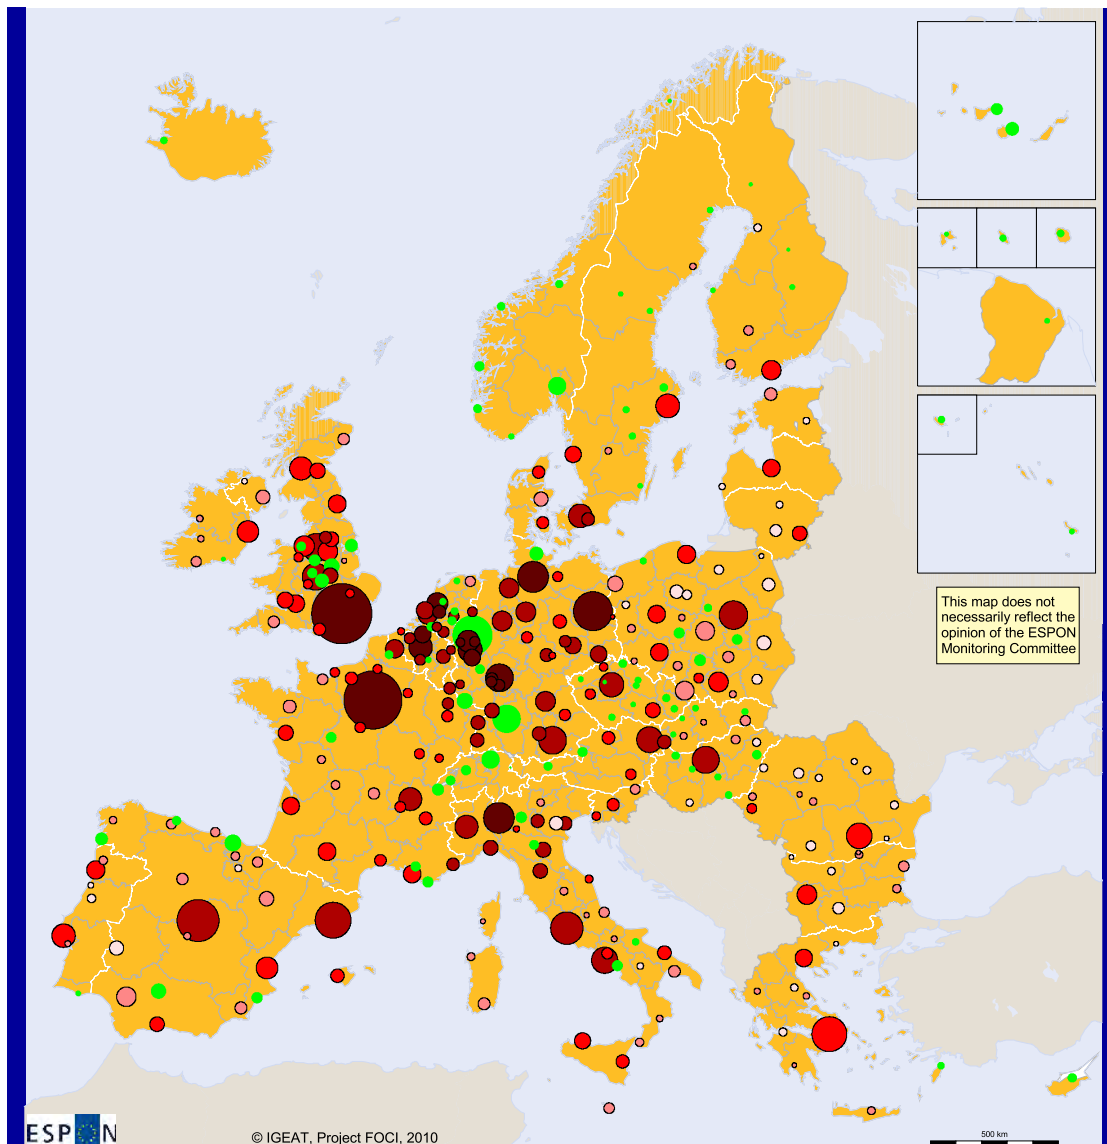 This map does not
necessarily reflect the
opinion of the ESPON
Monitoring Committee
ESPON
© IGEAT, Project FOCI, 2010
500 km